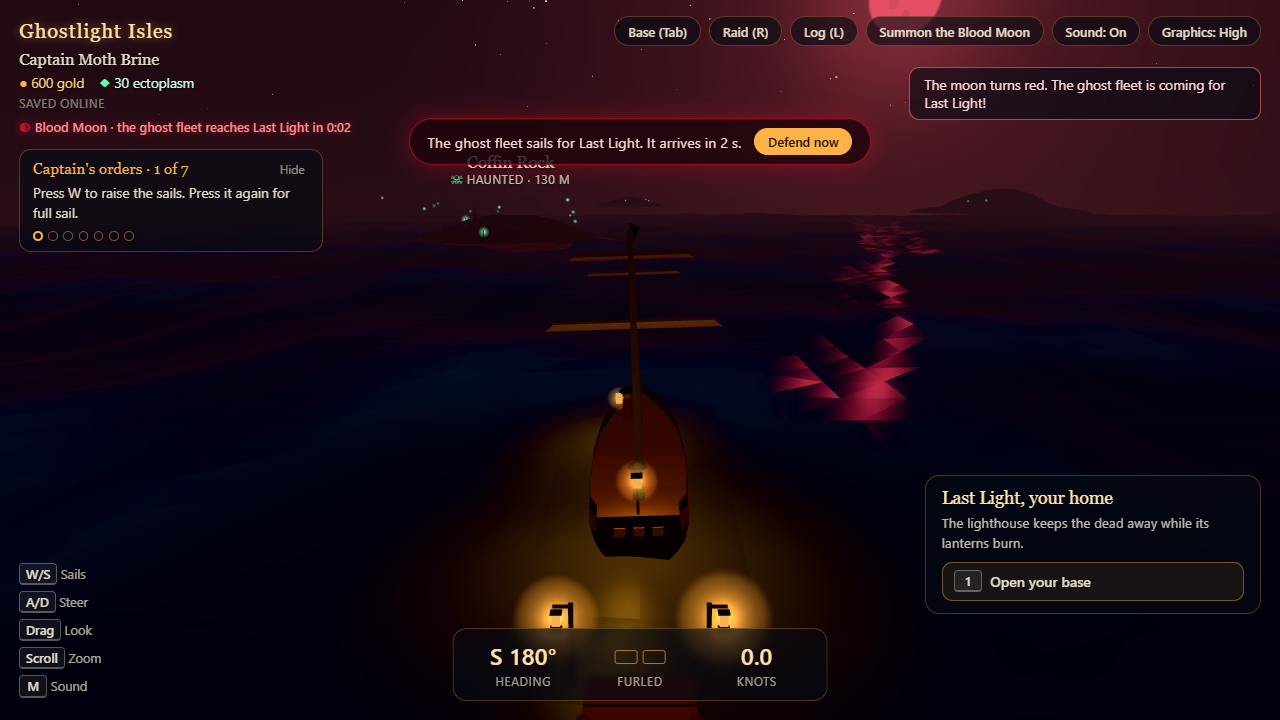 Ghostlight Isles
Captain Moth Brine
600 gold 30 ectoplasm
SAVED ONLINE
Blood Moon · the ghost fleet reaches Last Light in 0:02
Captain's orders · 1 of 7 Hide
Press W to raise the sails. Press it again for
full sail.
Base (Tab) Raid (R) Log (L) Summon the Blood Moon Sound: On Graphics: High
The moon turns red. The ghost fleet is coming for
Last Light!
The ghost fleet sails for Last Light. It arrives in 2 s. Defend now
Coffin Rock
HAUNTED · 130 M
Last Light, your home
The lighthouse keeps the dead away while its
lanterns burn.
1 Open your base
W/S Sails
A/D Steer
Drag Look
Scroll Zoom
M Sound
S 180° 0.0
HEADING FURLED KNOTS